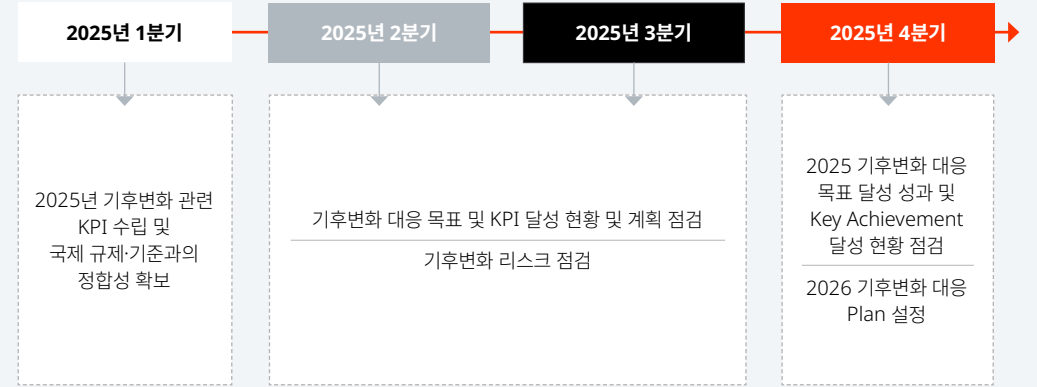 2025년 1분기
2025년 2분기
2025년 3분기
2025년 4분기
2025년 기후변화 관련
KPI 수립 및
국제 규제·기준과의
정합성 확보
기후변화 대응 목표 및 KPI 달성 현황 및 계획 점검
기후변화 리스크 점검
2025 기후변화 대응
목표 달성 성과 및
Key Achievement
달성 현황 점검
2026 기후변화 대응
Plan 설정